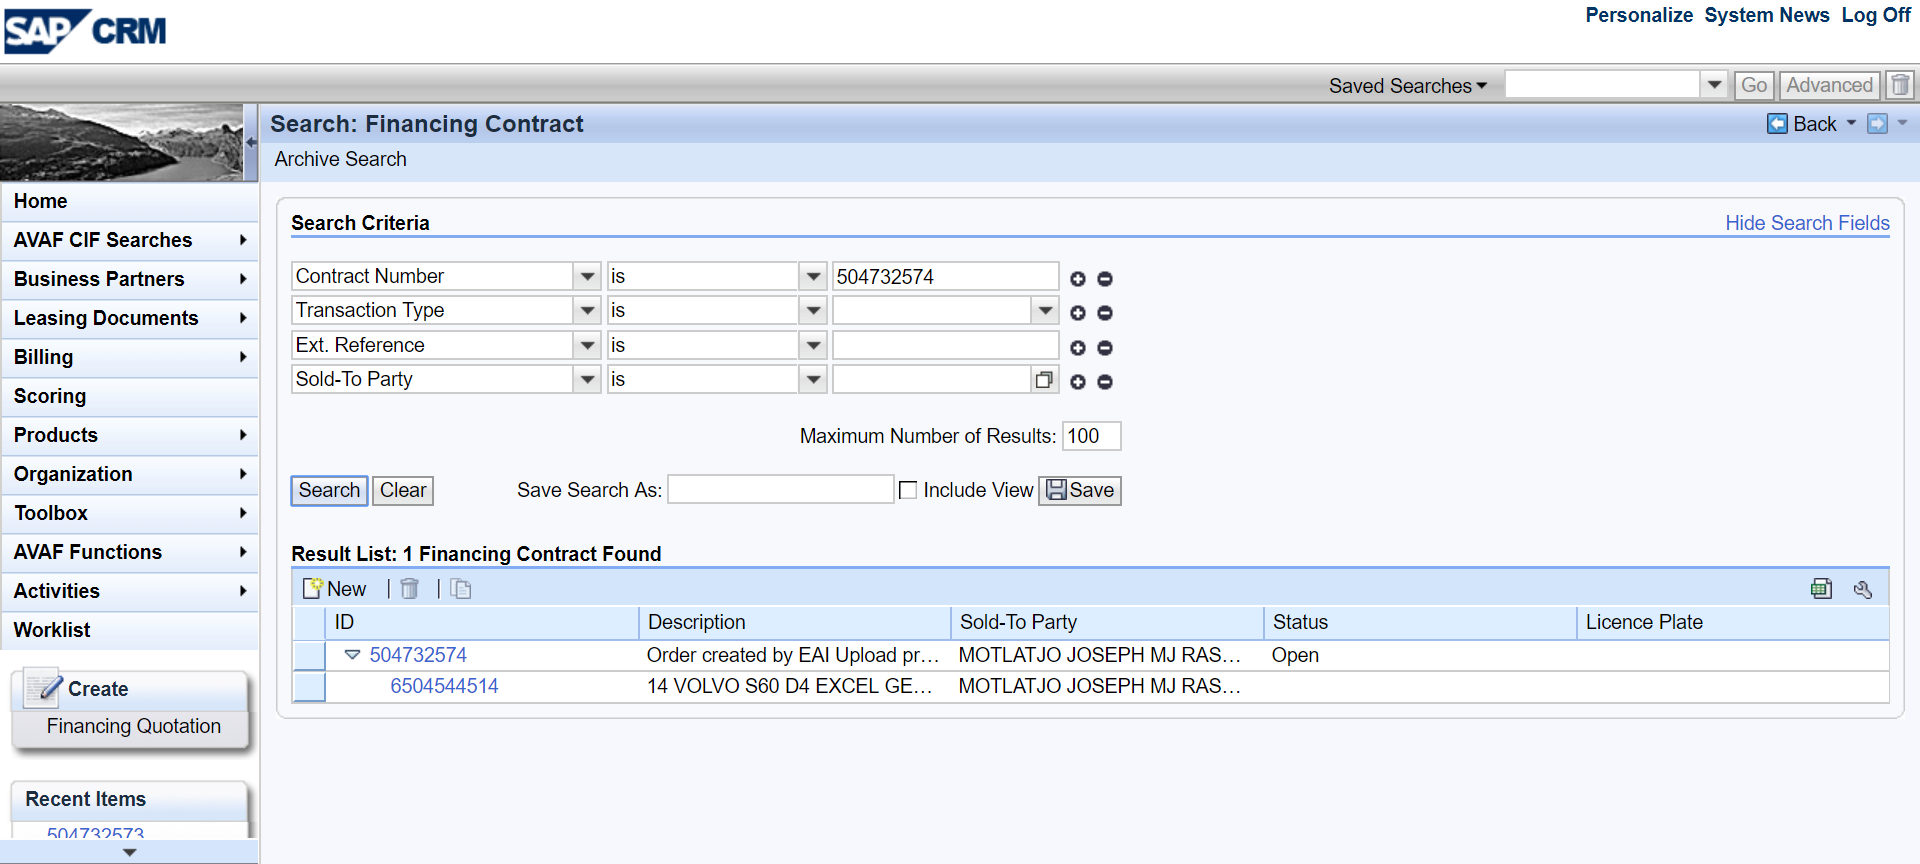 SAP CRM
Personalize System News Log Off
Saved Searches Go Advanced
Search: Financing Contract Back
Archive Search
Home
AVAF CIF Searches
Business Partners
Leasing Documents
Billing
Scoring
Products
Organization
Toolbox
AVAF Functions
Activities
Worklist
Create
Financing Quotation
Recent Items
504732573
Search Criteria Hide Search Fields
Contract Number is 504732574
Transaction Type is
Ext. Reference is
Sold-To Party is
Maximum Number of Results: 100
Search Clear Save Search As: Include View Save
Result List: 1 Financing Contract Found
New
ID Description Sold-To Party Status Licence Plate
504732574 Order created by EAI Upload pr... MOTLATJO JOSEPH MJ RAS... Open
6504544514 14 VOLVO S60 D4 EXCEL GE... MOTLATJO JOSEPH MJ RAS...